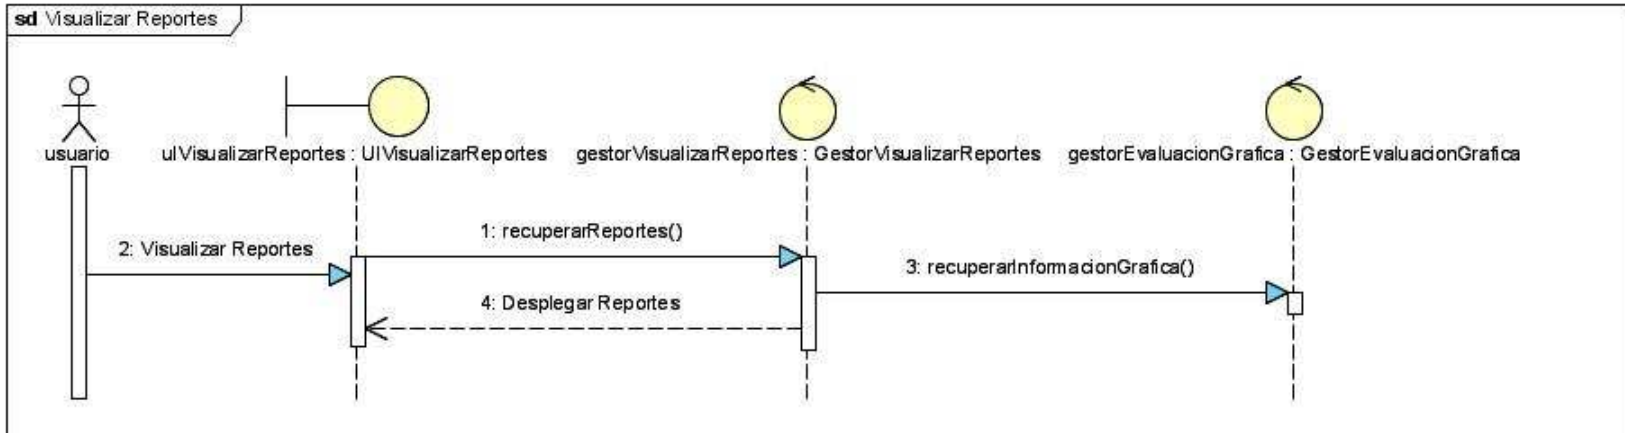 sd Visualizar Reportes
usuario
uIVisualizarReportes : UIVisualizarReportes
gestorVisualizarReportes : GestorVisualizarReportes
gestorEvaluacionGrafica : GestorEvaluacionGrafica
1: recuperarReportes()
2: Visualizar Reportes
3: recuperarInformacionGrafica()
4: Desplegar Reportes